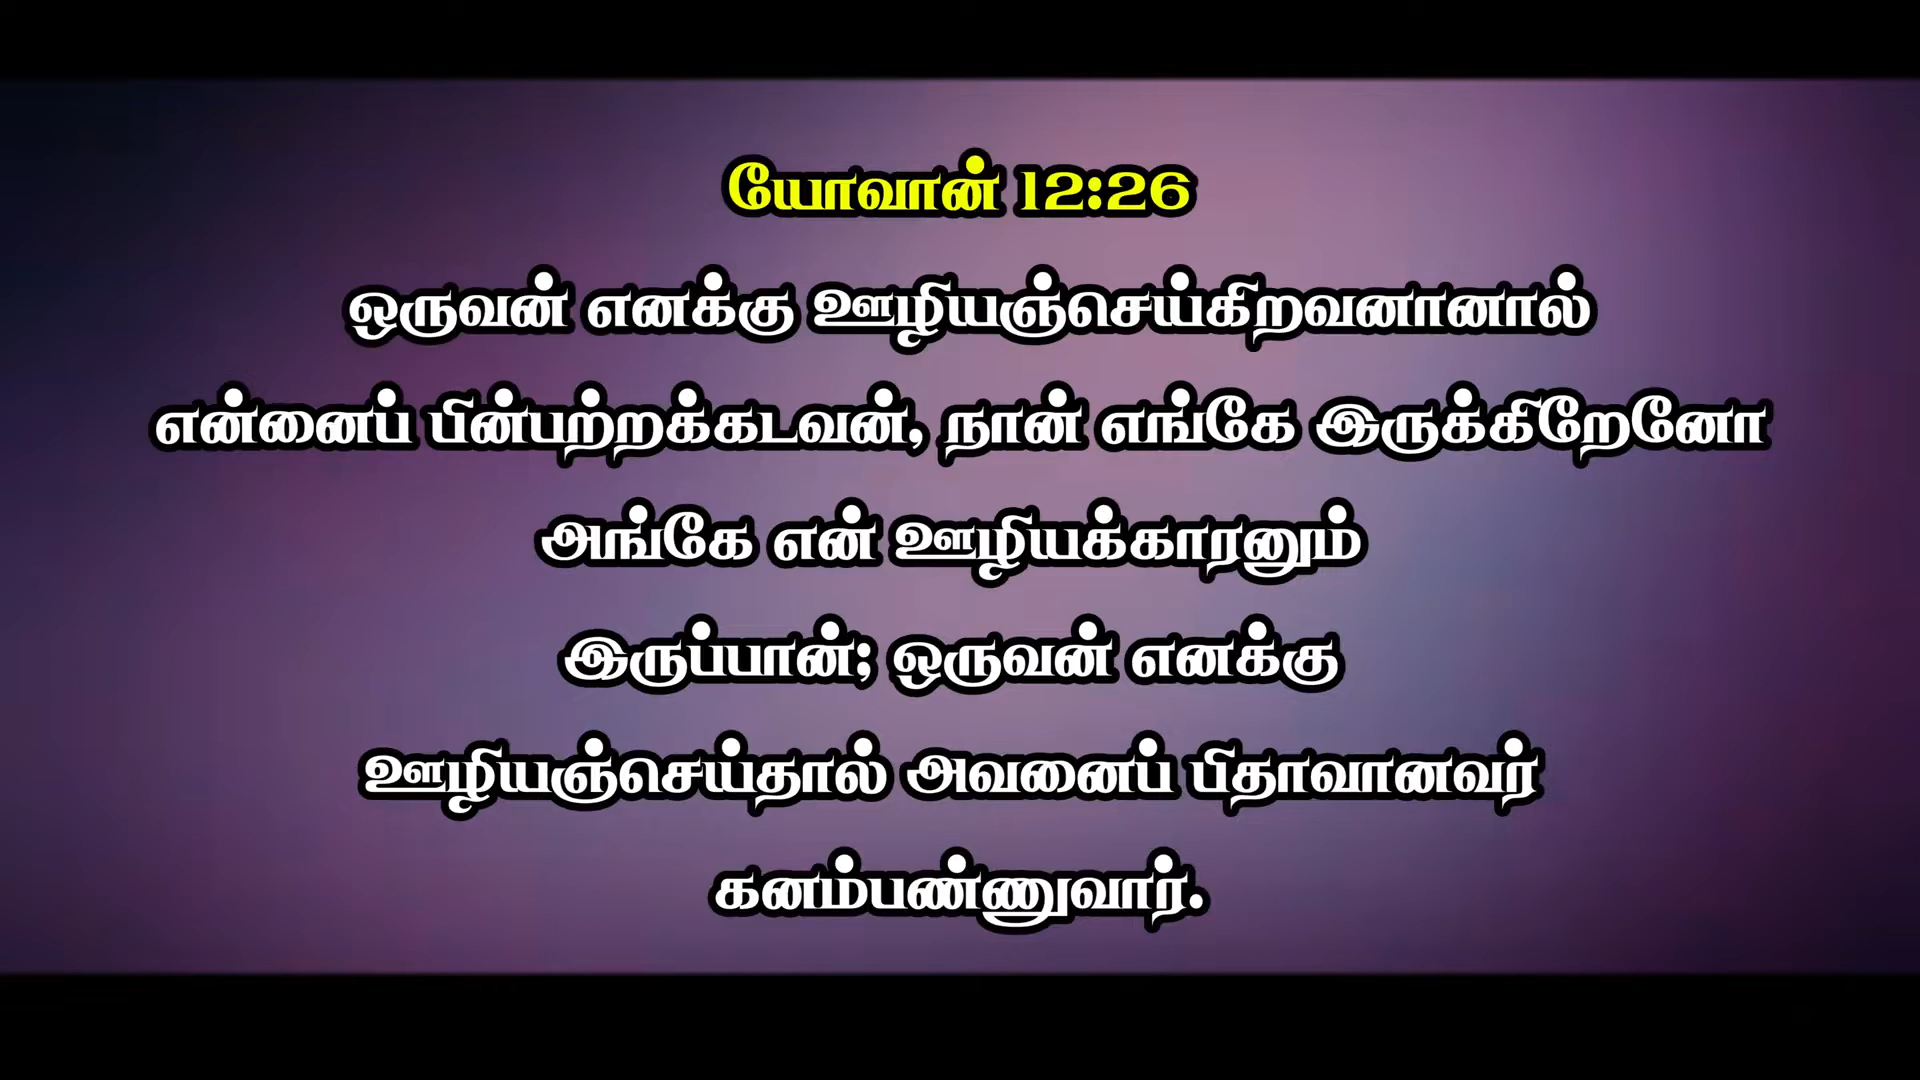 யோவான் 12:26
ஒருவன் எனக்கு ஊழியஞ்செய்கிறவனானால்
என்னைப் பின்பற்றக்கடவன், நான் எங்கே இருக்கிறேனோ
அங்கே என் ஊழியக்காரனும்
இருப்பான்; ஒருவன் எனக்கு
ஊழியஞ்செய்தால் அவனைப் பிதாவானவர்
கனம்பண்ணுவார்.